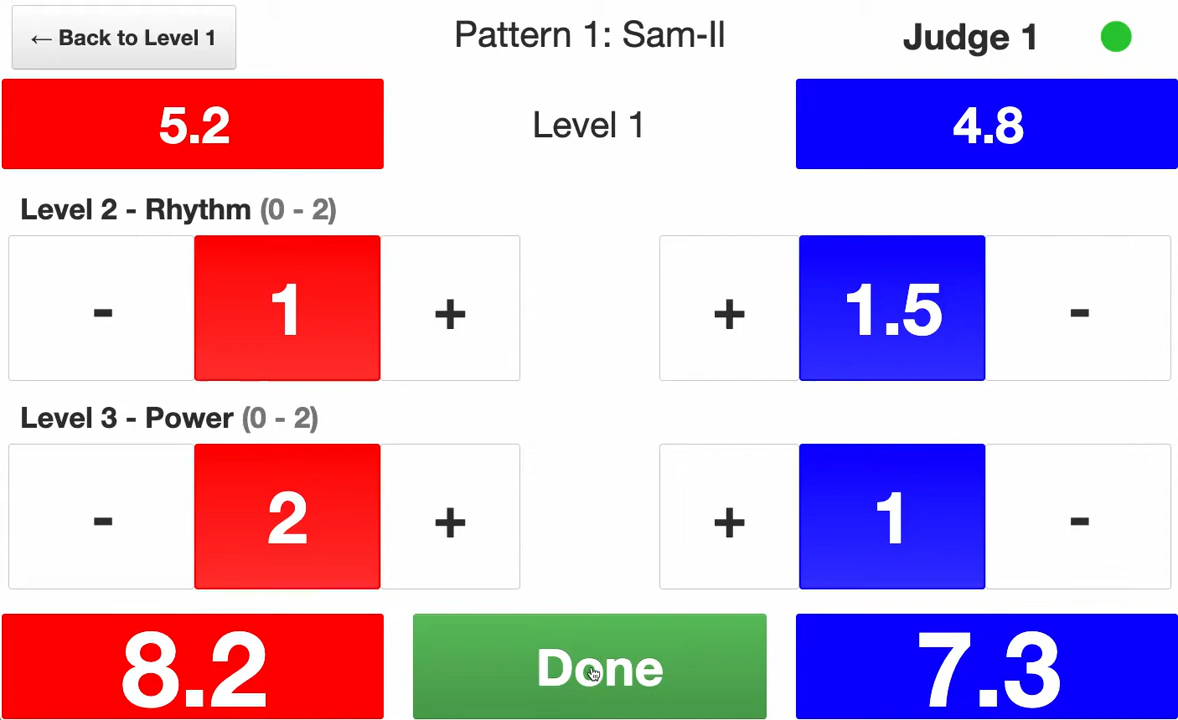 ← Back to Level 1
Pattern 1: Sam-Il
Judge 1
5.2
Level 1
4.8
Level 2 - Rhythm (0 - 2)
- 1 +
+ 1.5 -
Level 3 - Power (0 - 2)
- 2 +
+ 1 -
8.2
Done
7.3